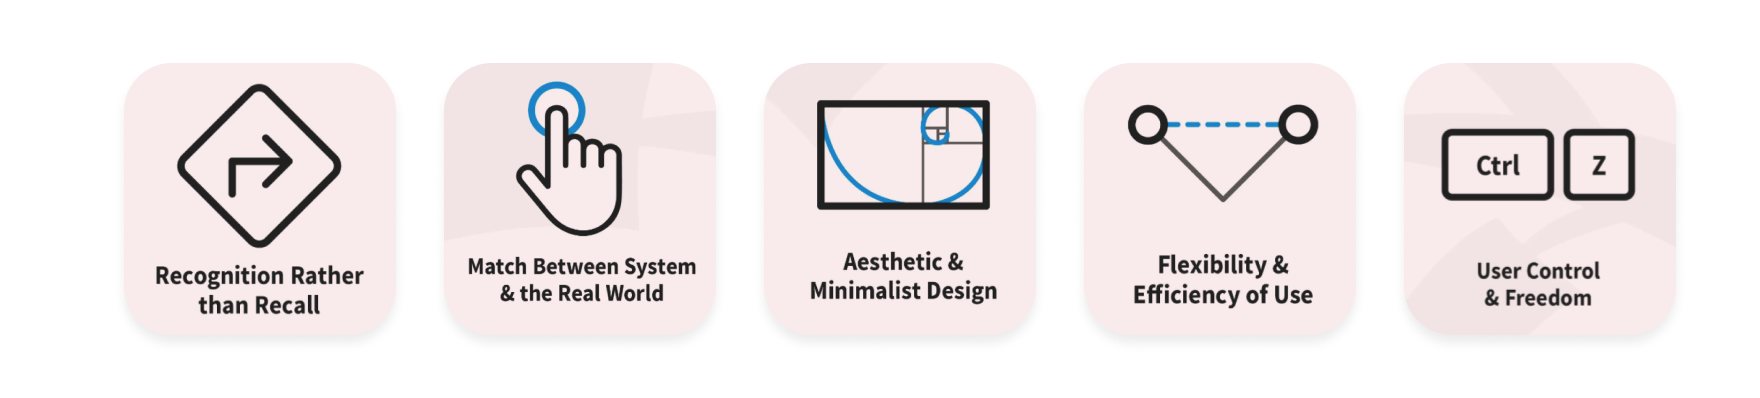 Recognition Rather
than Recall
Match Between System
& the Real World
Aesthetic &
Minimalist Design
Flexibility &
Efficiency of Use
Ctrl Z
User Control
& Freedom